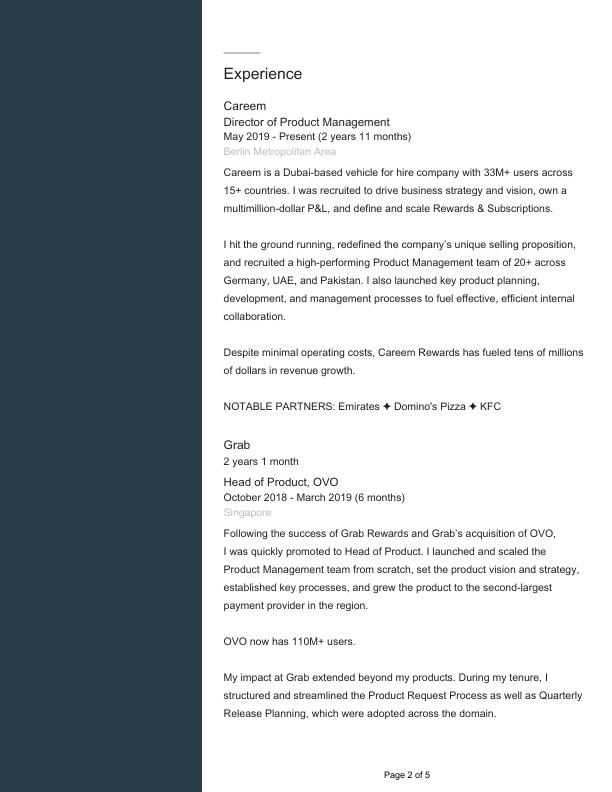 Experience
Careem
Director of Product Management
May 2019 - Present (2 years 11 months)
Berlin Metropolitan Area
Careem is a Dubai-based vehicle for hire company with 33M+ users across
15+ countries. I was recruited to drive business strategy and vision, own a
multimillion-dollar P&L, and define and scale Rewards & Subscriptions.
I hit the ground running, redefined the company's unique selling proposition,
and recruited a high-performing Product Management team of 20+ across
Germany, UAE, and Pakistan. I also launched key product planning,
development, and management processes to fuel effective, efficient internal
collaboration.
Despite minimal operating costs, Careem Rewards has fueled tens of millions
of dollars in revenue growth.
NOTABLE PARTNERS: Emirates ✦ Domino's Pizza ✦ KFC
Grab
2 years 1 month
Head of Product, OVO
October 2018 - March 2019 (6 months)
Singapore
Following the success of Grab Rewards and Grab's acquisition of OVO,
I was quickly promoted to Head of Product. I launched and scaled the
Product Management team from scratch, set the product vision and strategy,
established key processes, and grew the product to the second-largest
payment provider in the region.
OVO now has 110M+ users.
My impact at Grab extended beyond my products. During my tenure, I
structured and streamlined the Product Request Process as well as Quarterly
Release Planning, which were adopted across the domain.
Page 2 of 5